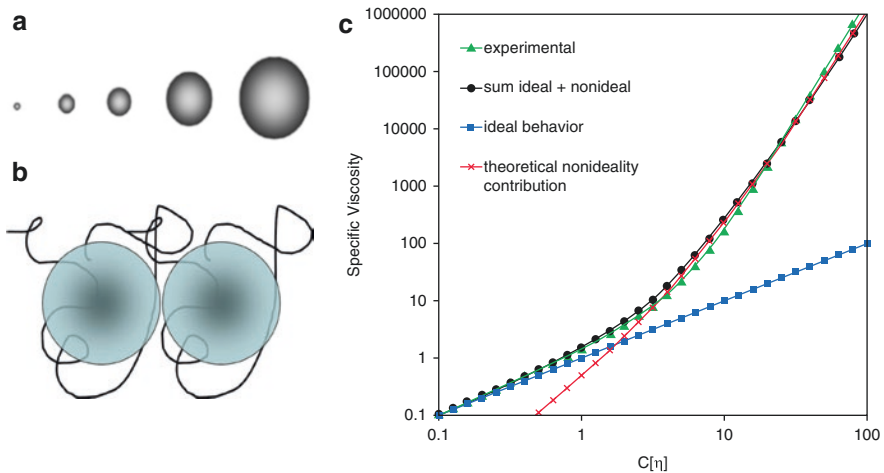 a
b
c
experimental
sum ideal + nonideal
ideal behavior
theoretical nonideality
contribution
Specific Viscosity
1000000
100000
10000
1000
100
10
1
0.1
0.1
1
10
100
C[η]